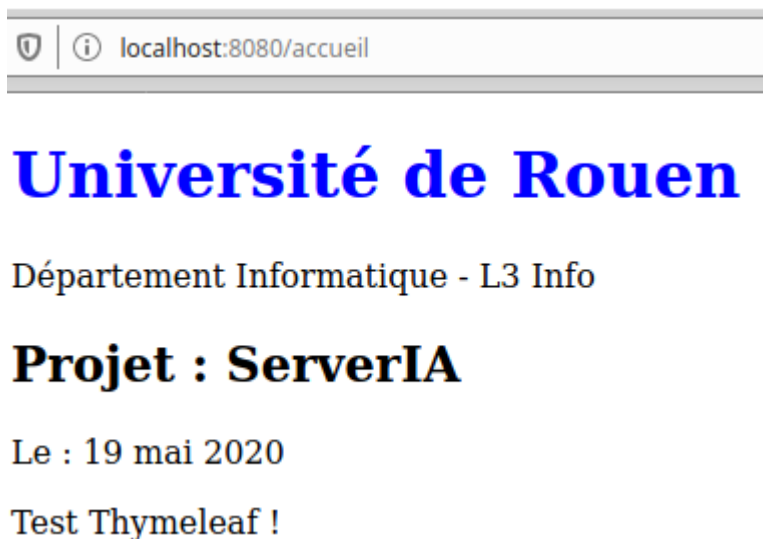 localhost:8080/accueil
Université de Rouen
Département Informatique - L3 Info
Projet : ServerIA
Le : 19 mai 2020
Test Thymeleaf !